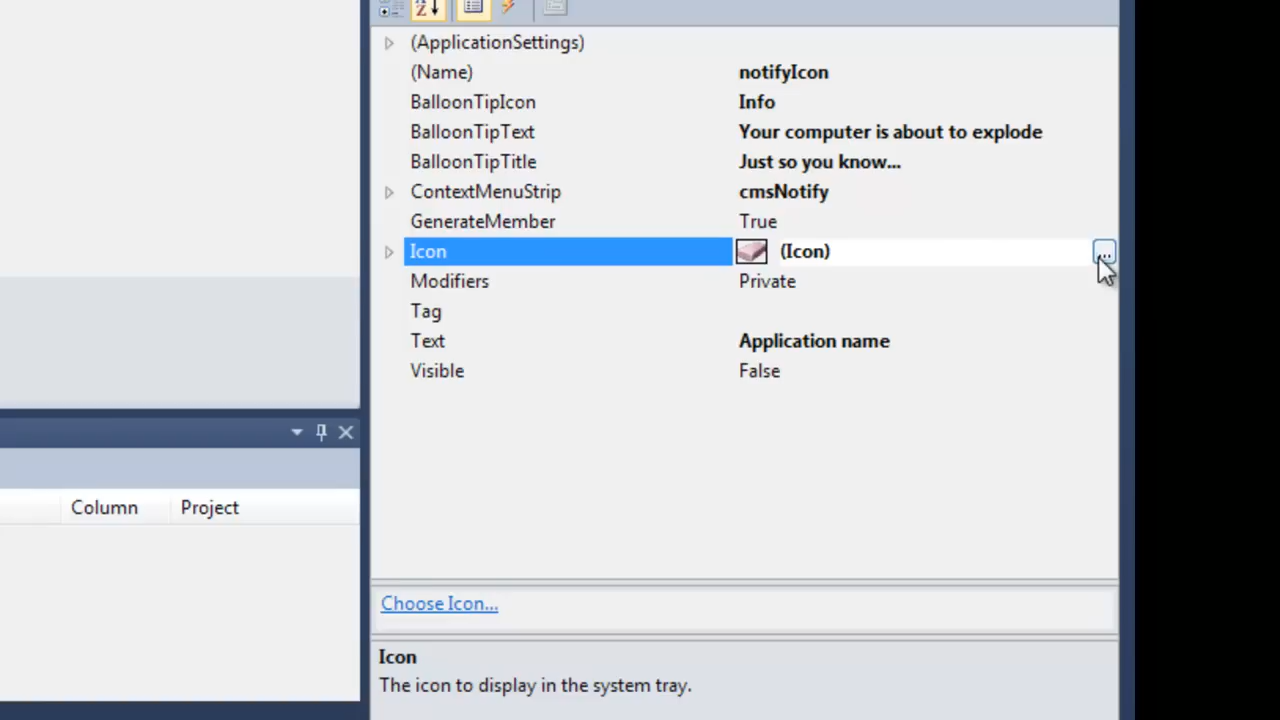 (ApplicationSettings)
(Name) notifyIcon
BalloonTipIcon Info
BalloonTipText Your computer is about to explode
BalloonTipTitle Just so you know...
ContextMenuStrip cmsNotify
GenerateMember True
Icon (Icon) ...
Modifiers Private
Tag
Text Application name
Visible False
Column Project
Choose Icon...
Icon
The icon to display in the system tray.